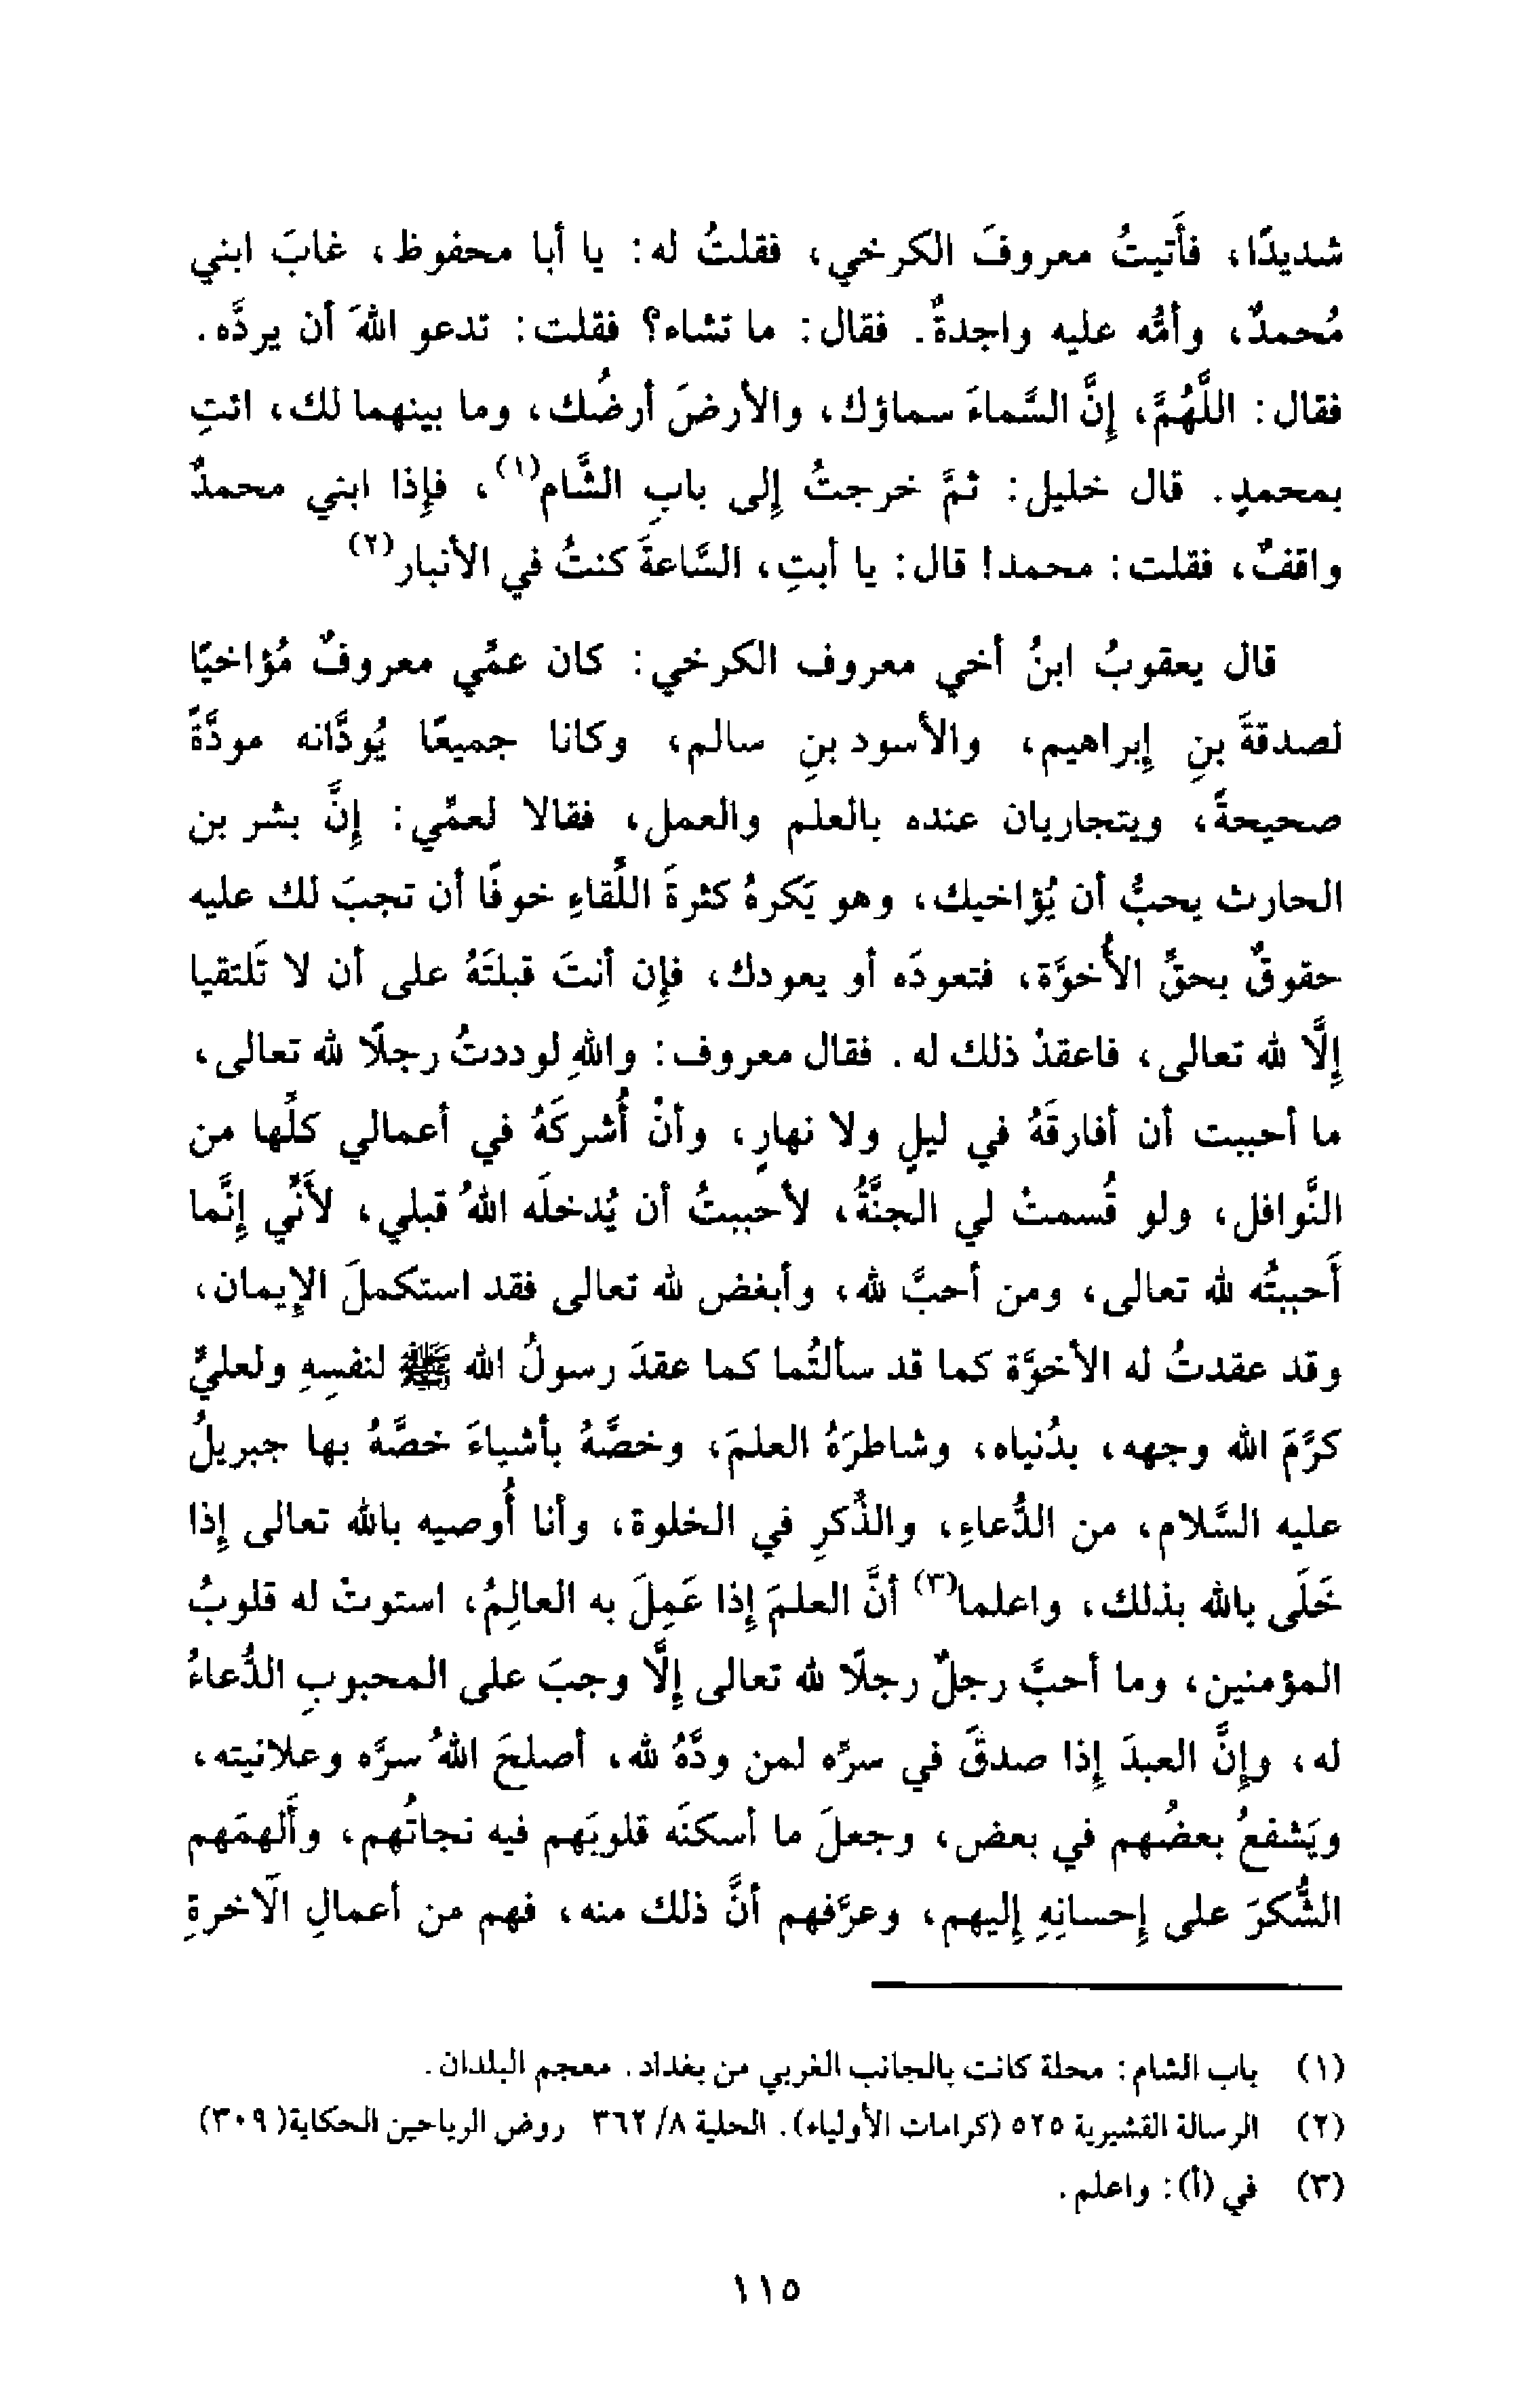 شديدًا، فأَتيتُ معروفَ الكرخي، فقلتُ له: يا أبا محفوظ، غابَ ابني
مُحمدٌ، وأمُّه عليه واجدةٌ. فقال: ما تشاء؟ فقلت: تدعو اللهَ أن يردَّه.
فقال: اللَّهُمَّ، إِنَّ السَّماءَ سماؤك، والأرضَ أرضُك، وما بينهما لك، ائتِ
بمحمدٍ. قال خليل: ثمَّ خرجتُ إلى بابِ الشَّام(١)، فإذا ابني محمدٌ
واقفٌ، فقلت: محمد! قال: يا أبتِ، السَّاعةَ كنتُ في الأنبار(٢)
قال يعقوبُ ابنُ أخي معروف الكرخي: كان عمِّي معروفٌ مُؤاخيًا
لصدقةَ بنِ إبراهيم، والأسود بنِ سالم، وكانا جميعًا يُودَّانه مودَّةً
صحيحةً، ويتجاريان عنده بالعلم والعمل، فقالا لعمِّي: إنَّ بشر بن
الحارث يحبُّ أن يُؤاخيك، وهو يَكرهُ كثرةَ اللِّقاءِ خوفًا أن تجبَ لك عليه
حقوقٌ بحقِّ الأُخوَّة، فتعودَه أو يعودك، فإن أنتَ قبلتَهُ على أن لا تَلتقيا
إلَّا لله تعالى، فاعقدْ ذلك له. فقال معروف: واللهِ لوددتُ رجلًا لله تعالى،
ما أحببت أن أفارقَهُ في ليلٍ ولا نهارٍ، وأنْ أُشركَهُ في أعمالي كلِّها من
النَّوافل، ولو قُسمتْ لي الجنَّةُ، لأحببتُ أن يُدخلَه اللهُ قبلي، لأَنِّي إنَّما
أَحببتُه لله تعالى، ومن أحبَّ لله، وأبغض لله تعالى فقد استكملَ الإيمان،
وقد عقدتُ له الأخوَّة كما قد سألتُما كما عقدَ رسولُ الله ﷺ لنفسِهِ ولعليٍّ
كرَّمَ الله وجهه، بدُنياه، وشاطرَهُ العلمَ، وخصَّهُ بأشياءَ خصَّهُ بها جبريلُ
عليه السَّلام، من الدُّعاءِ، والذِّكرِ في الخلوة، وأنا أُوصيه بالله تعالى إذا
خَلَى بالله بذلك، واعلما(٣) أنَّ العلمَ إذا عَمِلَ به العالِمُ، استوتْ له قلوبُ
المؤمنين، وما أحبَّ رجلٌ رجلًا لله تعالى إلَّا وجبَ على المحبوبِ الدُّعاءُ
له، وإنَّ العبدَ إذا صدقَ في سرِّه لمن ودَّهُ لله، أصلحَ اللهُ سرَّه وعلانيته،
ويَشفعُ بعضُهم في بعض، وجعلَ ما أسكنَه قلوبَهم فيه نجاتُهم، وأَلهمَهم
الشُّكرَ على إحسانِهِ إليهم، وعرَّفهم أنَّ ذلك منه، فهم من أعمالِ الآخرةِ
(١) باب الشام: محلة كانت بالجانب الغربي من بغداد. معجم البلدان.
(٢) الرسالة القشيرية ٥٢٥ (كرامات الأولياء). الحلية ٨/ ٣٦٢ روض الرياحين الحكاية( ٣٠٩)
(٣) في (أ): واعلم.
١١٥